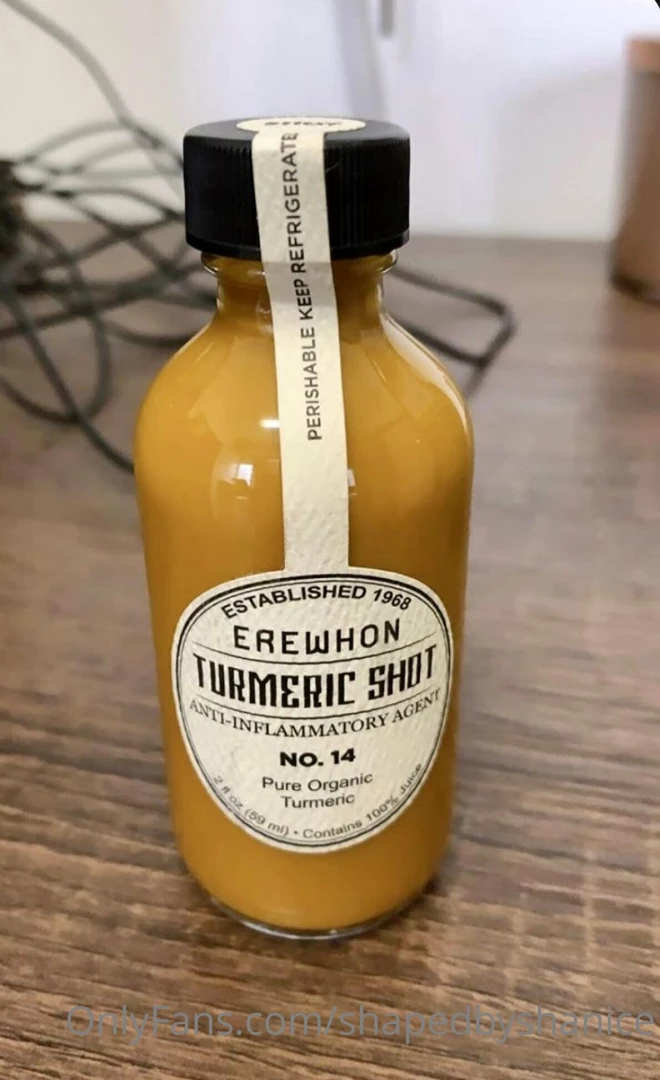 SHOT
PERISHABLE KEEP REFRIGERATED
ESTABLISHED 1968
EREWHON
TURMERIC SHOT
ANTI-INFLAMMATORY AGENT
NO. 14
Pure Organic
Turmeric
2 fl oz (59 ml) • Contains 100% Juice
OnlyFans.com/shapedbyshanice